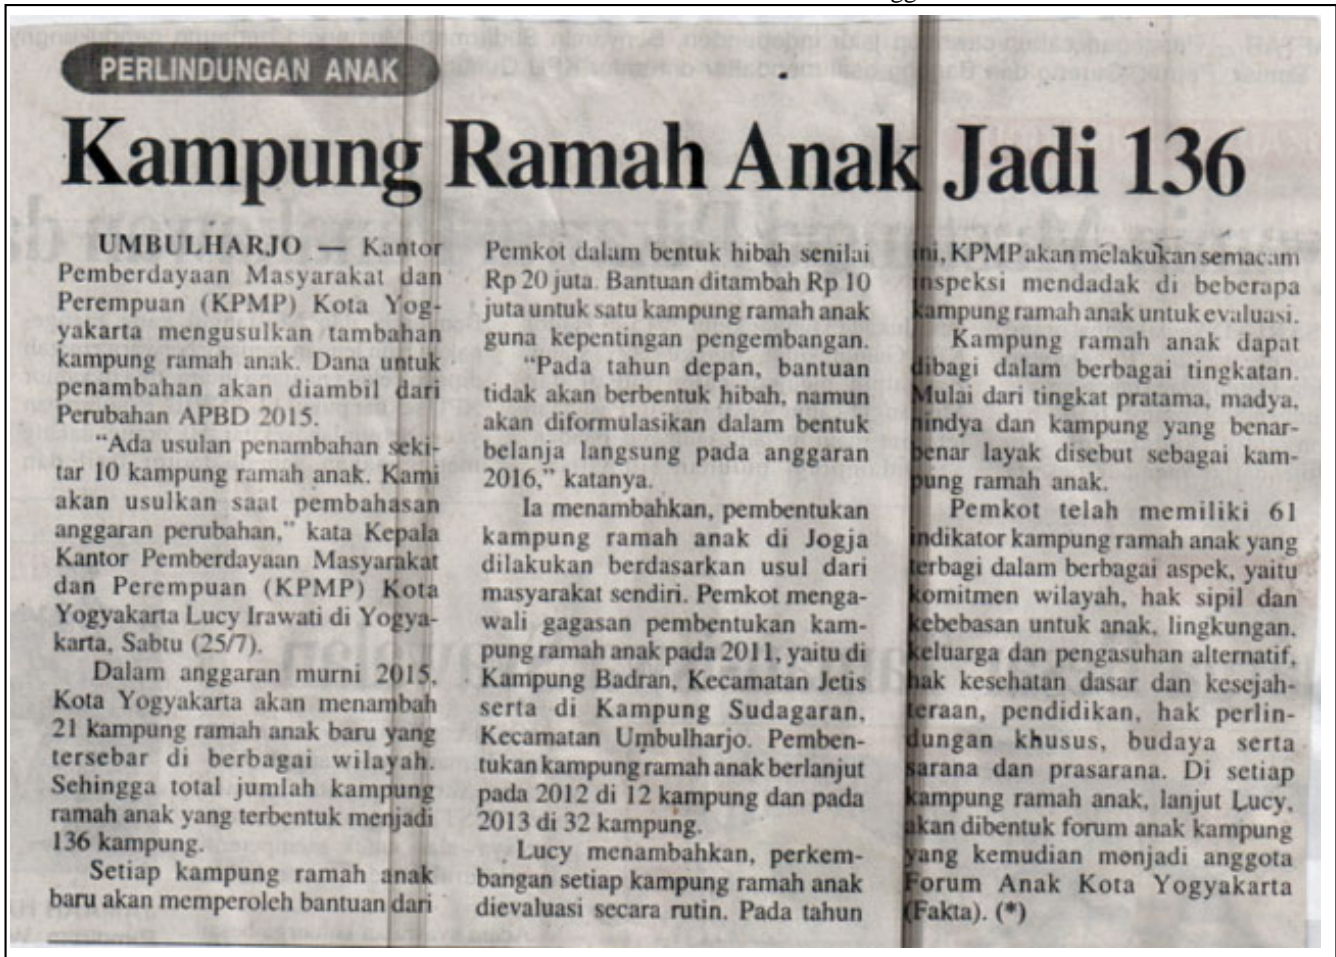 PERLINDUNGAN ANAK
Kampung Ramah Anak Jadi 136
UMBULHARJO — Kantor
Pemberdayaan Masyarakat dan
Perempuan (KPMP) Kota Yog-
yakarta mengusulkan tambahan
kampung ramah anak. Dana untuk
penambahan akan diambil dari
Perubahan APBD 2015.
“Ada usulan penambahan seki-
tar 10 kampung ramah anak. Kami
akan usulkan saat pembahasan
anggaran perubahan,” kata Kepala
Kantor Pemberdayaan Masyarakat
dan Perempuan (KPMP) Kota
Yogyakarta Lucy Irawati di Yogya-
karta, Sabtu (25/7).
Dalam anggaran murni 2015,
Kota Yogyakarta akan menambah
21 kampung ramah anak baru yang
tersebar di berbagai wilayah.
Sehingga total jumlah kampung
ramah anak yang terbentuk menjadi
136 kampung.
Setiap kampung ramah anak
baru akan memperoleh bantuan dari
Pemkot dalam bentuk hibah senilai
Rp 20 juta. Bantuan ditambah Rp 10
juta untuk satu kampung ramah anak
guna kepentingan pengembangan.
“Pada tahun depan, bantuan
tidak akan berbentuk hibah, namun
akan diformulasikan dalam bentuk
belanja langsung pada anggaran
2016,” katanya.
Ia menambahkan, pembentukan
kampung ramah anak di Jogja
dilakukan berdasarkan usul dari
masyarakat sendiri. Pemkot menga-
wali gagasan pembentukan kam-
pung ramah anak pada 2011, yaitu di
Kampung Badran, Kecamatan Jetis
serta di Kampung Sudagaran,
Kecamatan Umbulharjo. Pemben-
tukan kampung ramah anak berlanjut
pada 2012 di 12 kampung dan pada
2013 di 32 kampung.
Lucy menambahkan, perkem-
bangan setiap kampung ramah anak
dievaluasi secara rutin. Pada tahun
ini, KPMP akan melakukan semacam
inspeksi mendadak di beberapa
kampung ramah anak untuk evaluasi.
Kampung ramah anak dapat
dibagi dalam berbagai tingkatan.
Mulai dari tingkat pratama, madya,
nindya dan kampung yang benar-
benar layak disebut sebagai kam-
pung ramah anak.
Pemkot telah memiliki 61
indikator kampung ramah anak yang
terbagi dalam berbagai aspek, yaitu
komitmen wilayah, hak sipil dan
kebebasan untuk anak, lingkungan,
keluarga dan pengasuhan alternatif,
hak kesehatan dasar dan kesejah-
teraan, pendidikan, hak perlin-
dungan khusus, budaya serta
sarana dan prasarana. Di setiap
kampung ramah anak, lanjut Lucy,
akan dibentuk forum anak kampung
yang kemudian menjadi anggota
Forum Anak Kota Yogyakarta
(Fakta). (*)